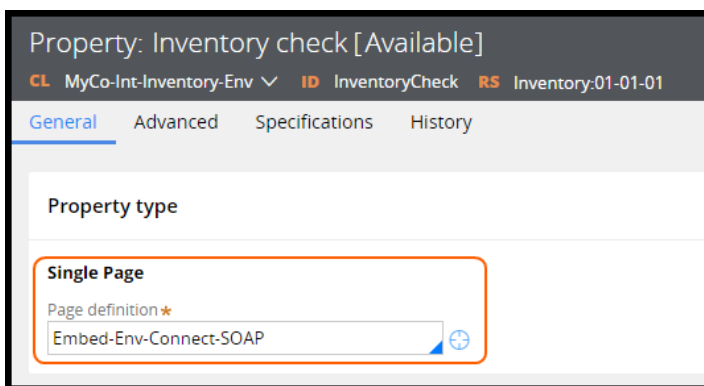 Property: Inventory check [Available]
CL MyCo-Int-Inventory-Env ID InventoryCheck RS Inventory:01-01-01
General Advanced Specifications History
Property type
Single Page
Page definition ★
Embed-Env-Connect-SOAP